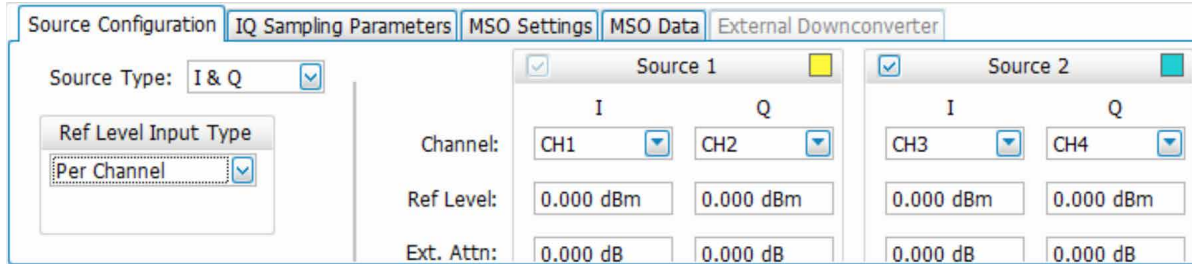 Source Configuration IQ Sampling Parameters MSO Settings MSO Data External Downconverter
Source Type: I & Q
Ref Level Input Type
Per Channel
Source 1 Source 2
I Q I Q
Channel: CH1 CH2 CH3 CH4
Ref Level: 0.000 dBm 0.000 dBm 0.000 dBm 0.000 dBm
Ext. Attn: 0.000 dB 0.000 dB 0.000 dB 0.000 dB